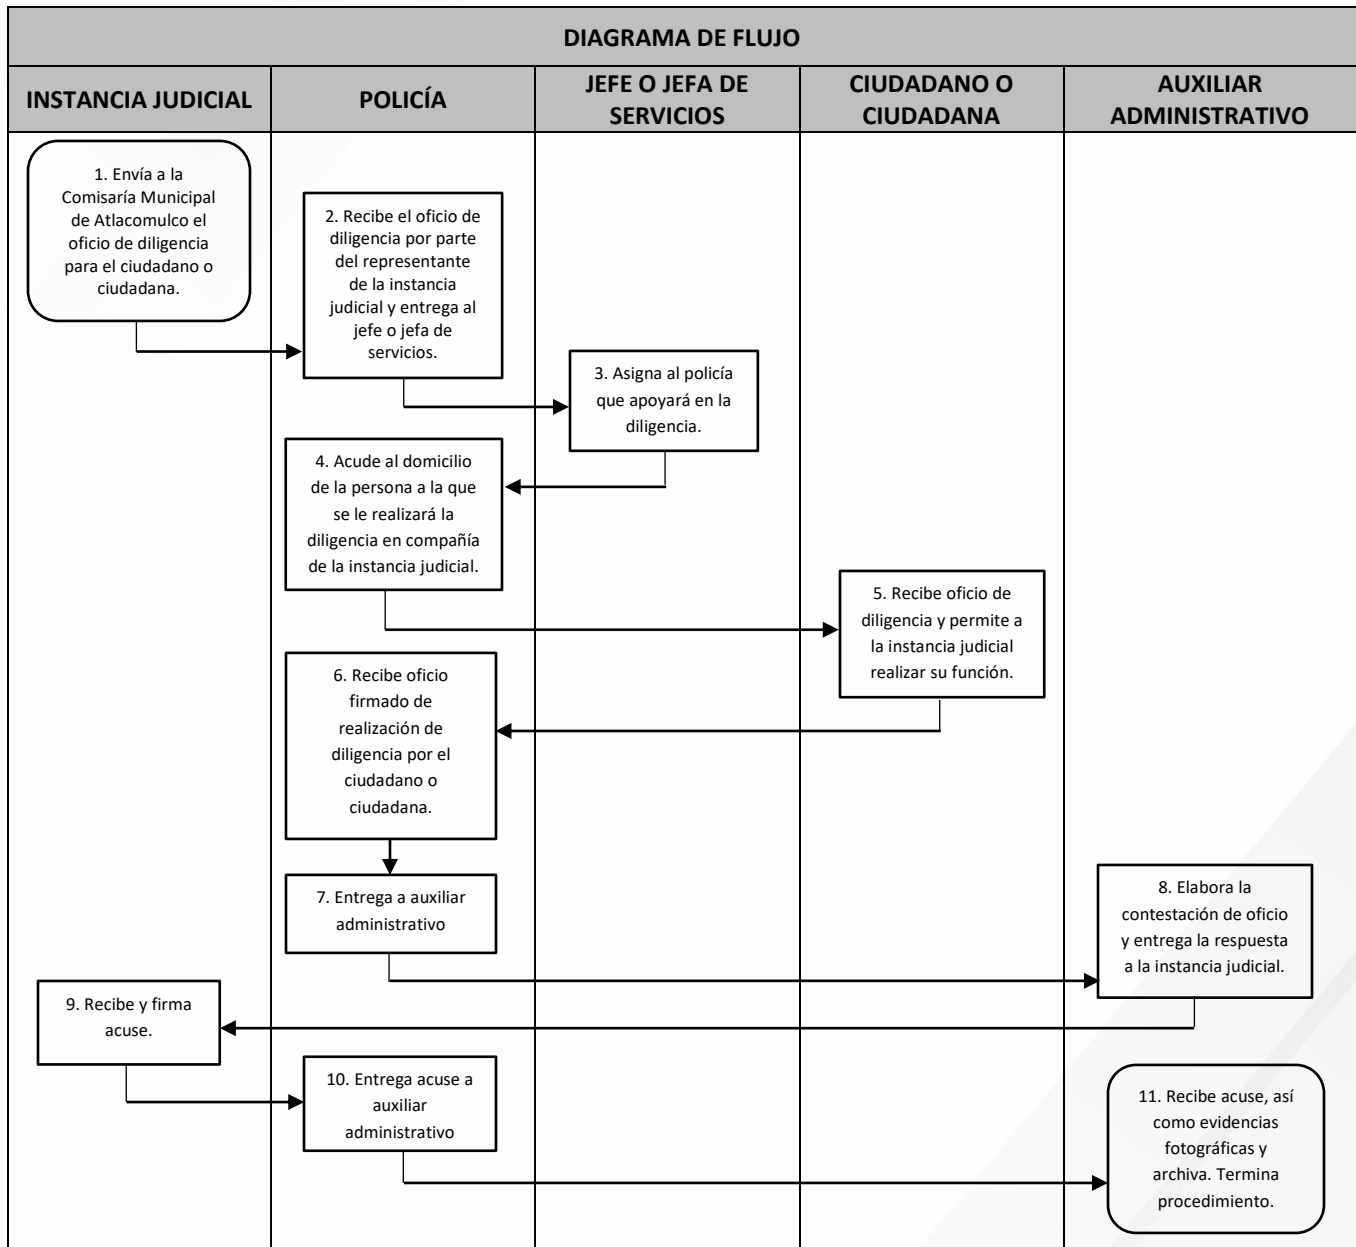 DIAGRAMA DE FLUJO
INSTANCIA JUDICIAL
POLICÍA
JEFE O JEFA DE
SERVICIOS
CIUDADANO O
CIUDADANA
AUXILIAR
ADMINISTRATIVO
1. Envía a la
Comisaría Municipal
de Atlacomulco el
oficio de diligencia
para el ciudadano o
ciudadana.
2. Recibe el oficio de
diligencia por parte
del representante
de la instancia
judicial y entrega al
jefe o jefa de
servicios.
3. Asigna al policía
que apoyará en la
diligencia.
4. Acude al domicilio
de la persona a la que
se le realizará la
diligencia en compañía
de la instancia judicial.
5. Recibe oficio de
diligencia y permite a
la instancia judicial
realizar su función.
6. Recibe oficio
firmado de
realización de
diligencia por el
ciudadano o
ciudadana.
7. Entrega a auxiliar
administrativo
8. Elabora la
contestación de oficio
y entrega la respuesta
a la instancia judicial.
9. Recibe y firma
acuse.
10. Entrega acuse a
auxiliar
administrativo
11. Recibe acuse, así
como evidencias
fotográficas y
archiva. Termina
procedimiento.